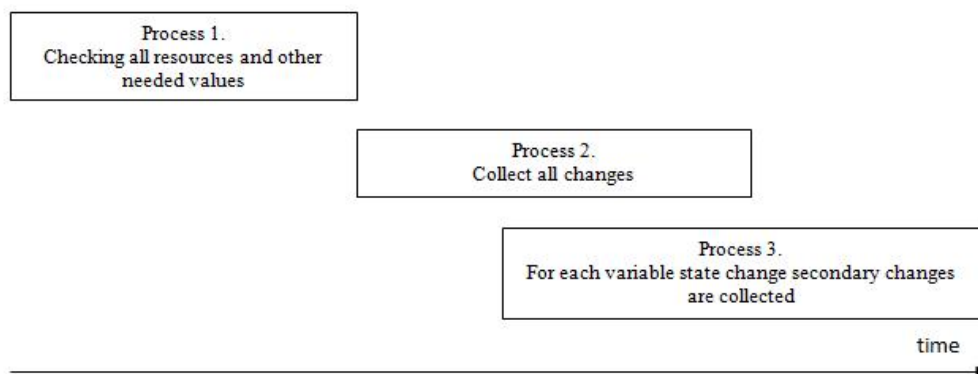 Process 1.
Checking all resources and other
needed values
Process 2.
Collect all changes
Process 3.
For each variable state change secondary changes
are collected
time